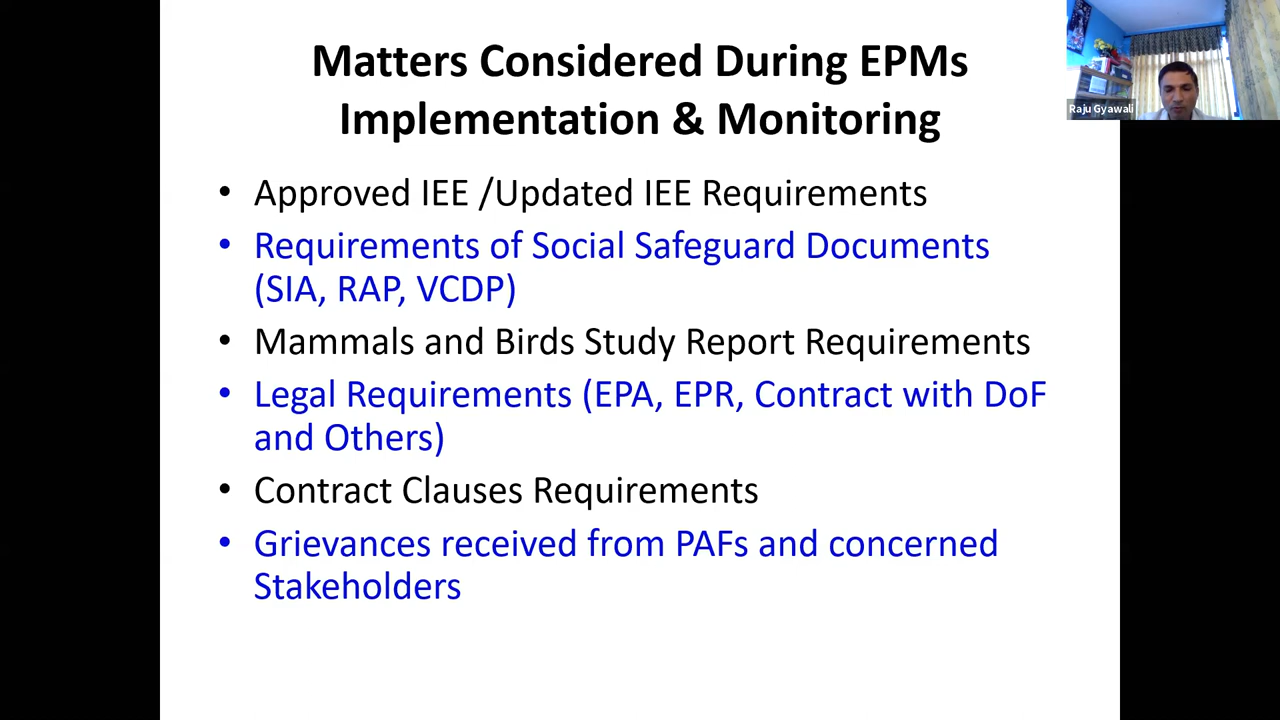 Matters Considered During EPMs
Implementation & Monitoring
Raju Gyawali
• Approved IEE /Updated IEE Requirements
• Requirements of Social Safeguard Documents
(SIA, RAP, VCDP)
• Mammals and Birds Study Report Requirements
• Legal Requirements (EPA, EPR, Contract with DoF
and Others)
• Contract Clauses Requirements
• Grievances received from PAFs and concerned
Stakeholders